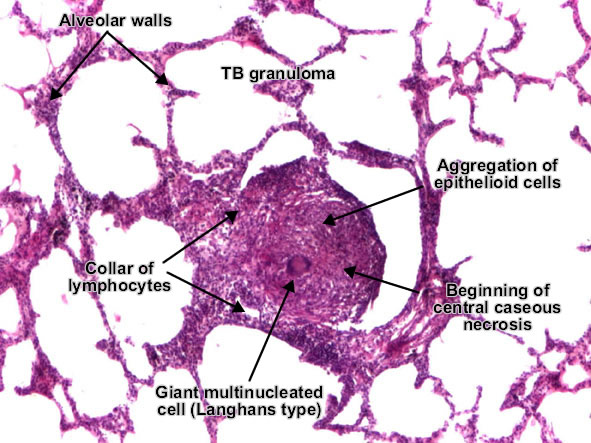 Alveolar walls
TB granuloma
Aggregation of
epithelioid cells
Collar of
lymphocytes
Beginning of
central caseous
necrosis
Giant multinucleated
cell (Langhans type)